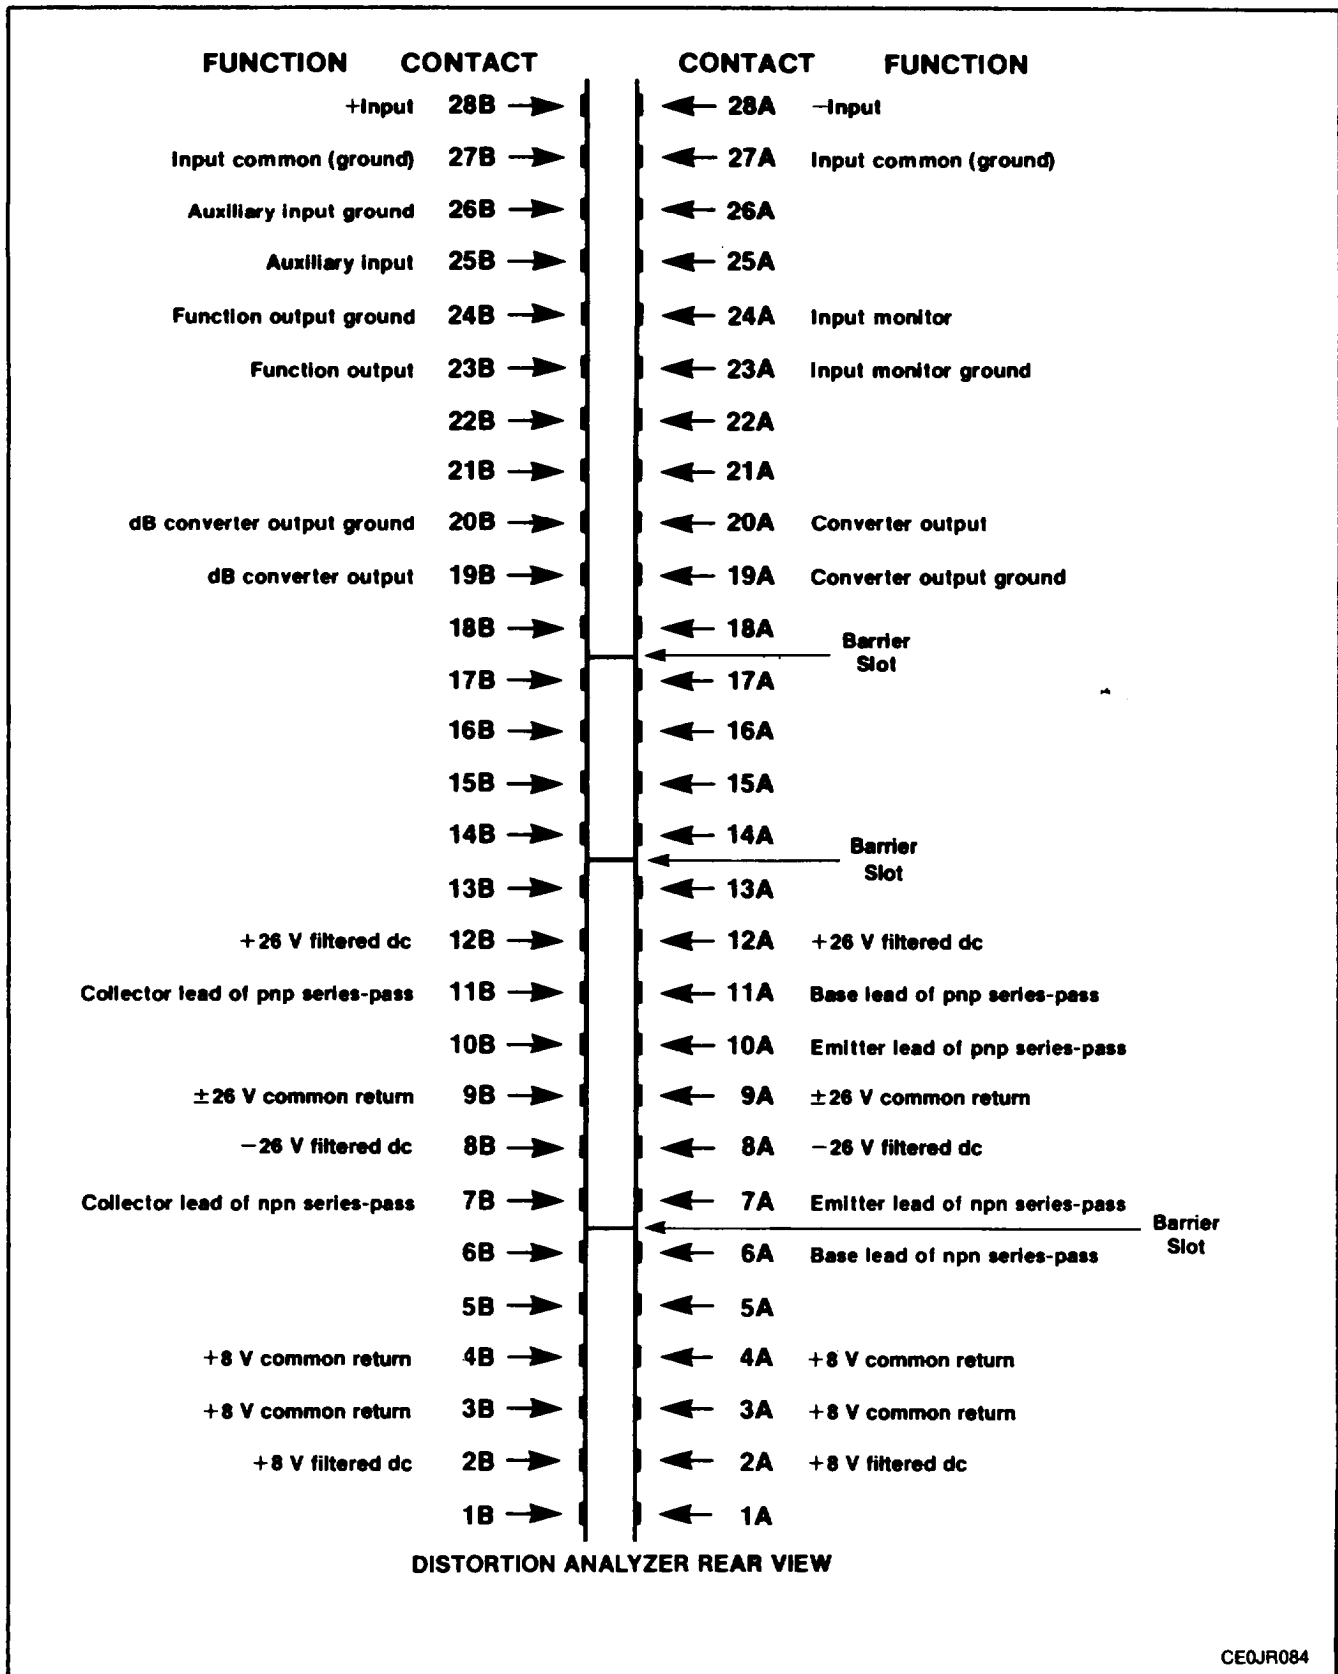 FUNCTION CONTACT CONTACT FUNCTION
+Input 28B 28A −Input
Input common (ground) 27B 27A Input common (ground)
Auxiliary input ground 26B 26A
Auxiliary input 25B 25A
Function output ground 24B 24A Input monitor
Function output 23B 23A Input monitor ground
22B 22A
21B 21A
dB converter output ground 20B 20A Converter output
dB converter output 19B 19A Converter output ground
18B 18A
Barrier
Slot
17B 17A
16B 16A
15B 15A
14B 14A
Barrier
Slot
13B 13A
+26 V filtered dc 12B 12A +26 V filtered dc
Collector lead of pnp series-pass 11B 11A Base lead of pnp series-pass
10B 10A Emitter lead of pnp series-pass
±26 V common return 9B 9A ±26 V common return
−26 V filtered dc 8B 8A −26 V filtered dc
Collector lead of npn series-pass 7B 7A Emitter lead of npn series-pass
Barrier
Slot
6B 6A Base lead of npn series-pass
5B 5A
+8 V common return 4B 4A +8 V common return
+8 V common return 3B 3A +8 V common return
+8 V filtered dc 2B 2A +8 V filtered dc
1B 1A
DISTORTION ANALYZER REAR VIEW
CE0JR084